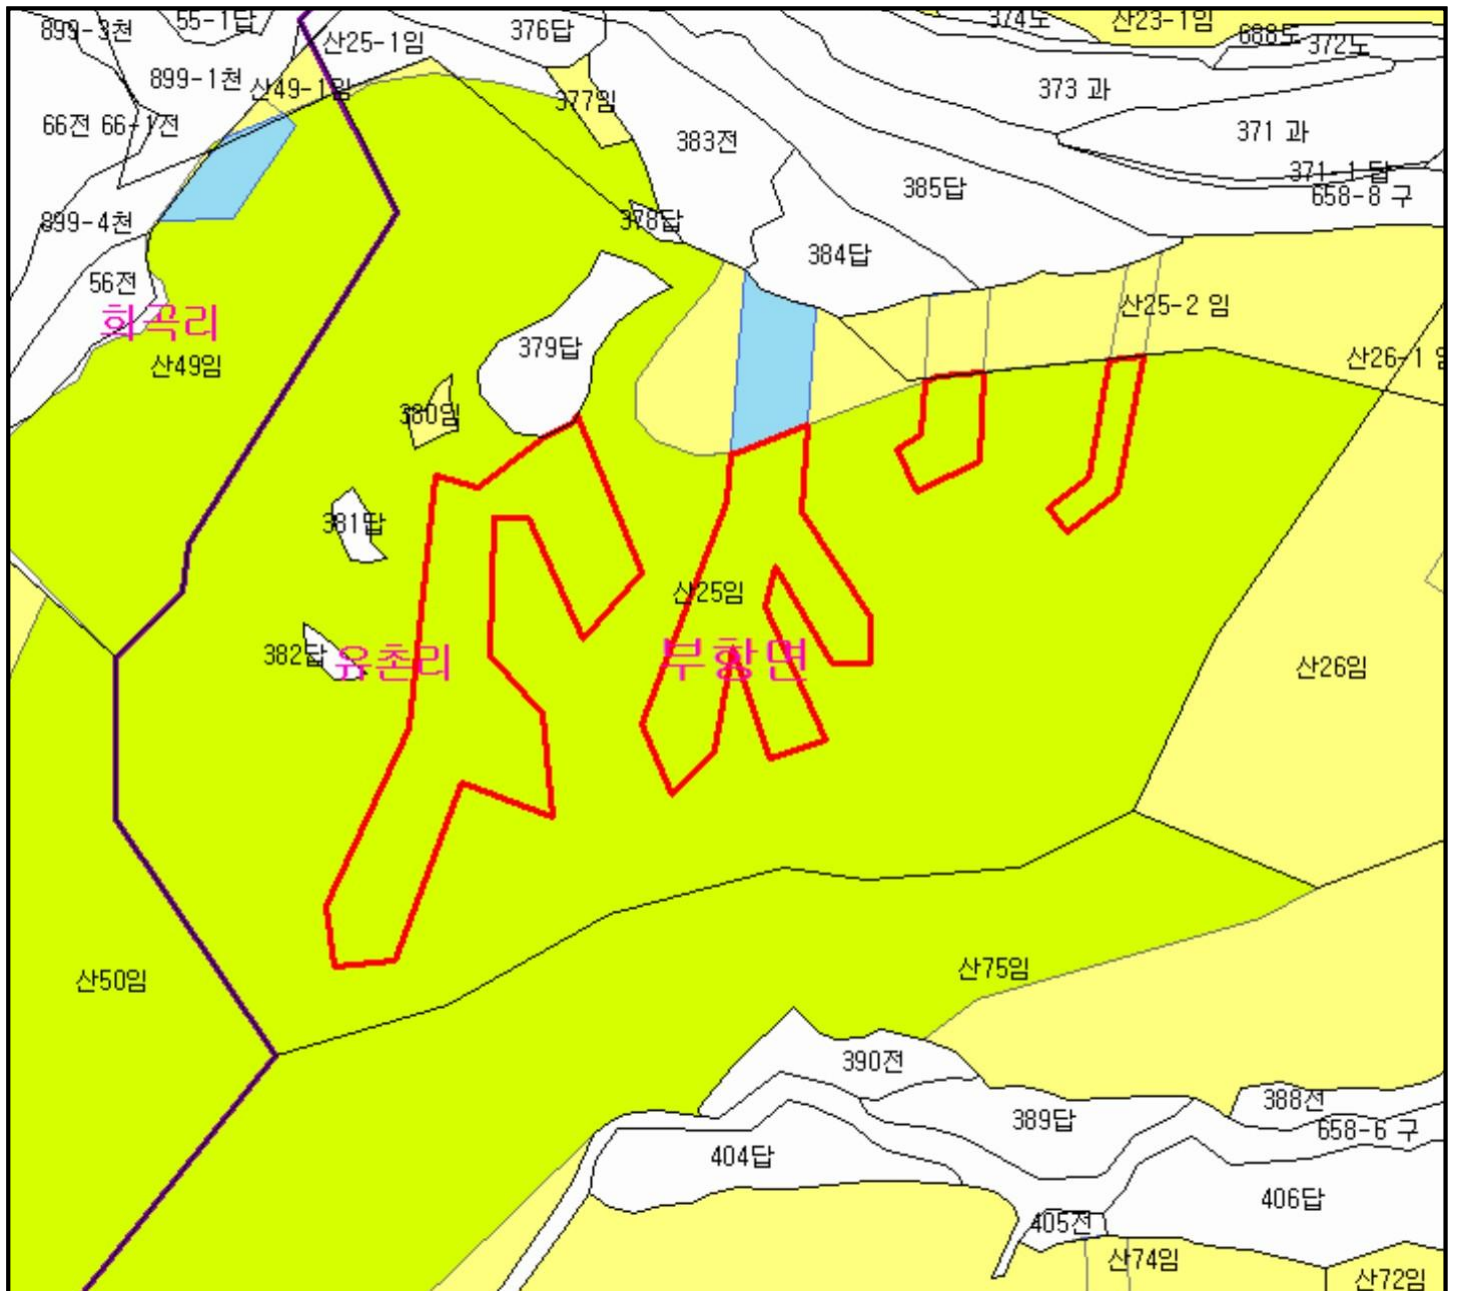 899-3천
55-1답
산25-1임
376답
374도
산23-1임
688도
372도
899-1천
산49-1임
377임
373 과
66전 66-1전
383전
371 과
371-1 답
385답
658-8 구
899-4천
378답
384답
56전
산25-2 임
화곡리
379답
산49임
산26-1 임
380임
381답
산25임
382답
유촌리
부항면
산26임
산50임
산75임
390전
388전
389답
658-6 구
404답
406답
405전
산74임
산72임